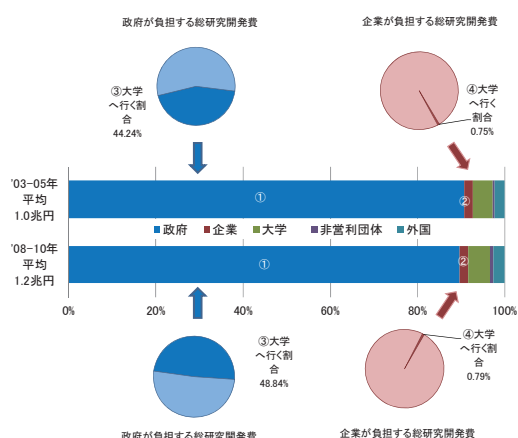 政府が負担する総研究開発費
企業が負担する総研究開発費
③大学
へ行く割
合
44.24%
④大学
へ行く
割合
0.75%
'03-05年
平均
1.0兆円
①
②
政府
企業
大学
非営利団体
外国
'08-10年
平均
1.2兆円
①
②
0%
20%
40%
60%
80%
100%
③大学
へ行く割
合
48.84%
④大学
へ行く割
合
0.79%
政府が負担する総研究開発費
企業が負担する総研究開発費